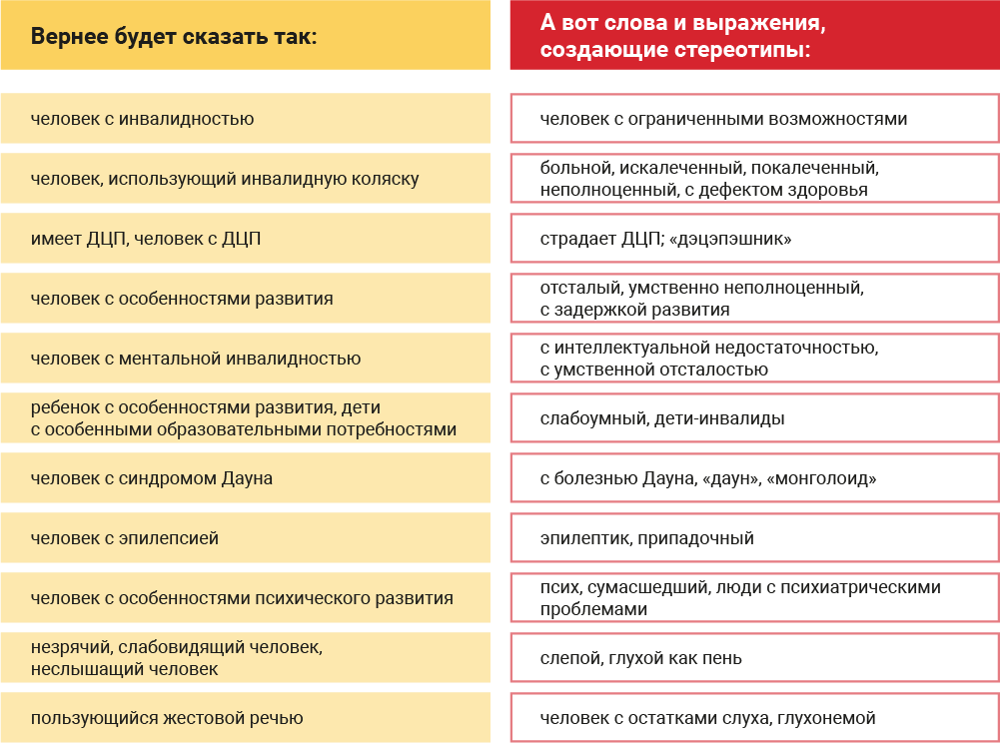 Вернее будет сказать так:
А вот слова и выражения,
создающие стереотипы:
человек с инвалидностью
человек с ограниченными возможностями
человек, использующий инвалидную коляску
больной, искалеченный, покалеченный,
неполноценный, с дефектом здоровья
имеет ДЦП, человек с ДЦП
страдает ДЦП; «дэцэпэшник»
человек с особенностями развития
отсталый, умственно неполноценный,
с задержкой развития
человек с ментальной инвалидностью
с интеллектуальной недостаточностью,
с умственной отсталостью
ребенок с особенностями развития, дети
с особенными образовательными потребностями
слабоумный, дети-инвалиды
человек с синдромом Дауна
с болезнью Дауна, «даун», «монголоид»
человек с эпилепсией
эпилептик, припадочный
человек с особенностями психического развития
псих, сумасшедший, люди с психиатрическими
проблемами
незрячий, слабовидящий человек,
неслышащий человек
слепой, глухой как пень
пользующийся жестовой речью
человек с остатками слуха, глухонемой